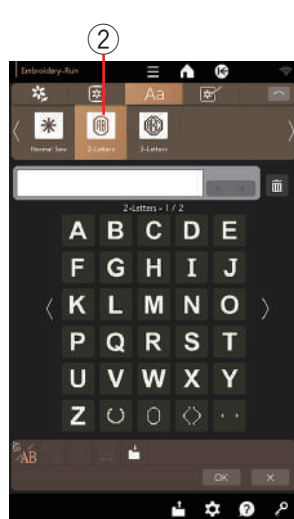 2
Embroidery-Run
Aa
Normal Sew 2-Letters 3-Letters
2-Letters - 1 / 2
A B C D E
F G H I J
K L M N O
P Q R S T
U V W X Y
Z
AB
OK ×